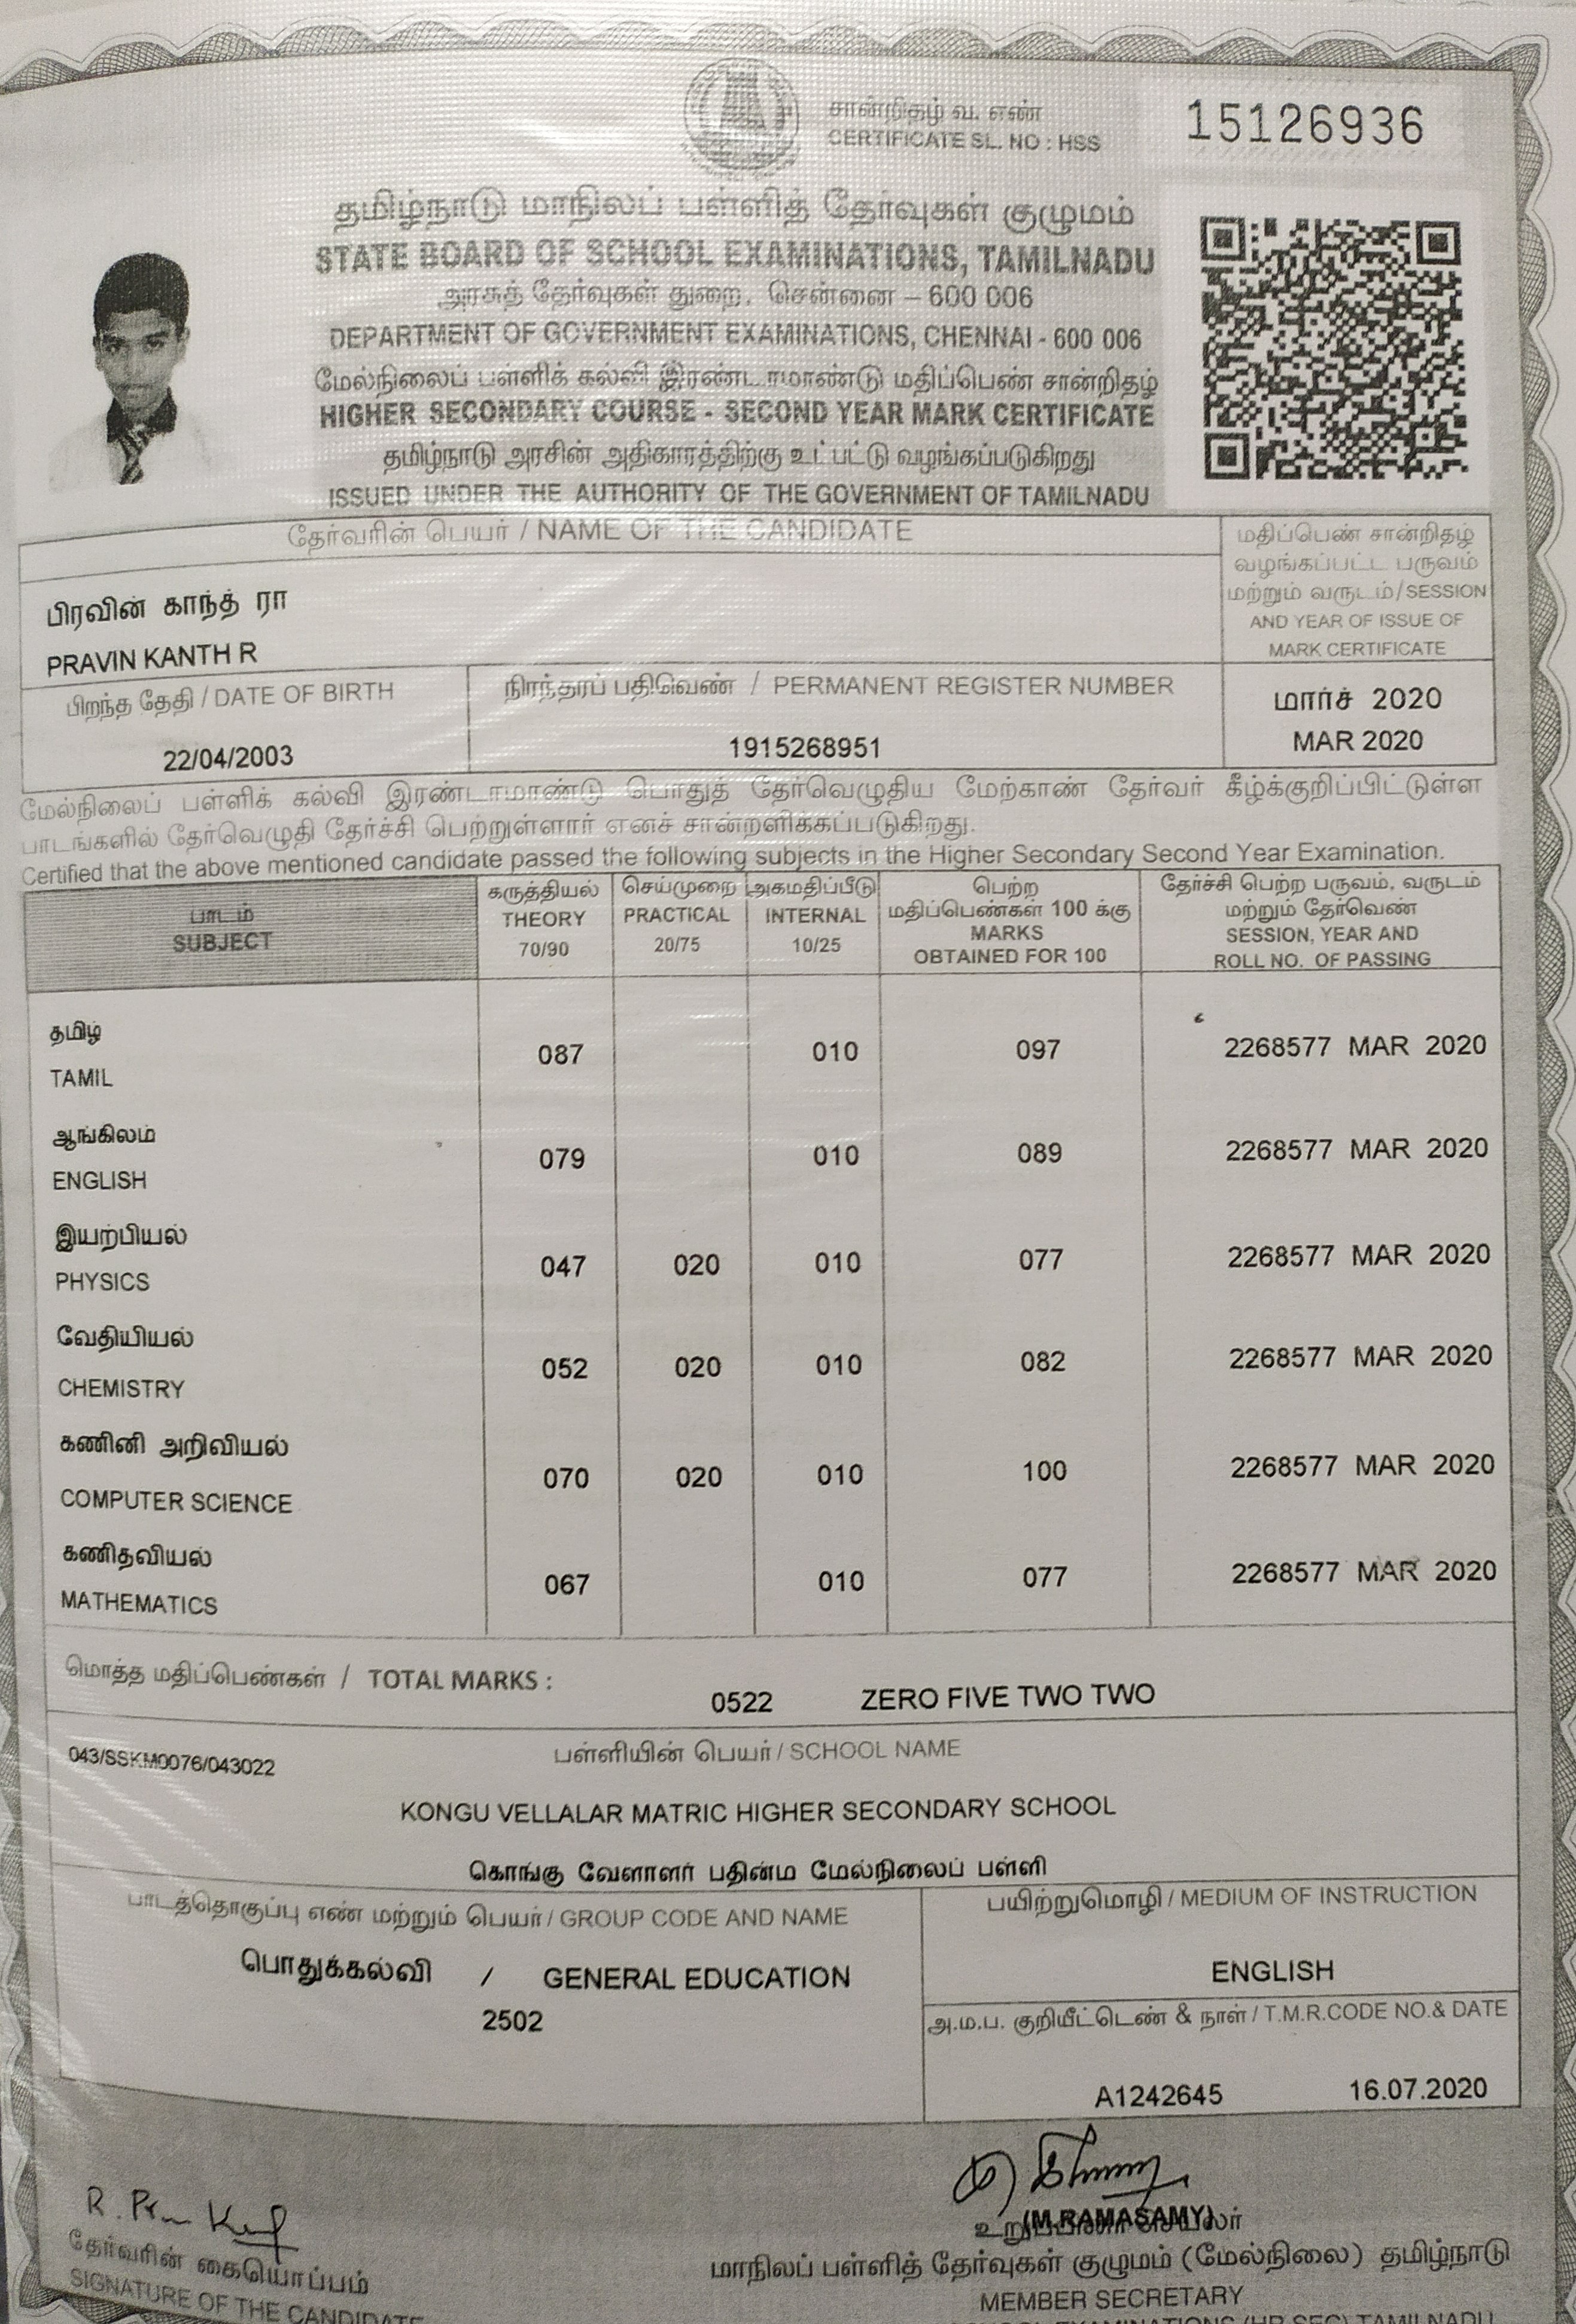 சான்றிதழ் வ. எண்
CERTIFICATE SL. NO : HSS
15126936
தமிழ்நாடு மாநிலப் பள்ளித் தேர்வுகள் குழுமம்
STATE BOARD OF SCHOOL EXAMINATIONS, TAMILNADU
அரசுத் தேர்வுகள் துறை, சென்னை – 600 006
DEPARTMENT OF GOVERNMENT EXAMINATIONS, CHENNAI - 600 006
மேல்நிலைப் பள்ளிக் கல்வி இரண்டாமாண்டு மதிப்பெண் சான்றிதழ்
HIGHER SECONDARY COURSE - SECOND YEAR MARK CERTIFICATE
தமிழ்நாடு அரசின் அதிகாரத்திற்கு உட்பட்டு வழங்கப்படுகிறது
ISSUED UNDER THE AUTHORITY OF THE GOVERNMENT OF TAMILNADU
தேர்வரின் பெயர் / NAME OF THE CANDIDATE
பிரவின் காந்த் ரா
PRAVIN KANTH R
மதிப்பெண் சான்றிதழ்
வழங்கப்பட்ட பருவம்
மற்றும் வருடம்/SESSION
AND YEAR OF ISSUE OF
MARK CERTIFICATE
பிறந்த தேதி / DATE OF BIRTH
22/04/2003
நிரந்தரப் பதிவெண் / PERMANENT REGISTER NUMBER
1915268951
மார்ச் 2020
MAR 2020
மேல்நிலைப் பள்ளிக் கல்வி இரண்டாமாண்டு பொதுத் தேர்வெழுதிய மேற்காண் தேர்வர் கீழ்க்குறிப்பிட்டுள்ள
பாடங்களில் தேர்வெழுதி தேர்ச்சி பெற்றுள்ளார் எனச் சான்றளிக்கப்படுகிறது.
Certified that the above mentioned candidate passed the following subjects in the Higher Secondary Second Year Examination.
பாடம்
SUBJECT
கருத்தியல்
THEORY
70/90
செய்முறை
PRACTICAL
20/75
அகமதிப்பீடு
INTERNAL
10/25
பெற்ற
மதிப்பெண்கள் 100 க்கு
MARKS
OBTAINED FOR 100
தேர்ச்சி பெற்ற பருவம், வருடம்
மற்றும் தேர்வெண்
SESSION, YEAR AND
ROLL NO. OF PASSING
தமிழ்
TAMIL
087 010 097 2268577 MAR 2020
ஆங்கிலம்
ENGLISH
079 010 089 2268577 MAR 2020
இயற்பியல்
PHYSICS
047 020 010 077 2268577 MAR 2020
வேதியியல்
CHEMISTRY
052 020 010 082 2268577 MAR 2020
கணினி அறிவியல்
COMPUTER SCIENCE
070 020 010 100 2268577 MAR 2020
கணிதவியல்
MATHEMATICS
067 010 077 2268577 MAR 2020
மொத்த மதிப்பெண்கள் / TOTAL MARKS :
0522 ZERO FIVE TWO TWO
043/SSKM0076/043022
பள்ளியின் பெயர் / SCHOOL NAME
KONGU VELLALAR MATRIC HIGHER SECONDARY SCHOOL
கொங்கு வேளாளர் பதின்ம மேல்நிலைப் பள்ளி
பாடத்தொகுப்பு எண் மற்றும் பெயர் / GROUP CODE AND NAME
பொதுக்கல்வி / GENERAL EDUCATION
2502
பயிற்றுமொழி / MEDIUM OF INSTRUCTION
ENGLISH
அ.ம.ப. குறியீட்டெண் & நாள் / T.M.R.CODE NO.& DATE
A1242645 16.07.2020
R.
தேர்வரின் கையொப்பம்
SIGNATURE OF THE CANDIDATE
(M.RAMASAMY)
மாநிலப் பள்ளித் தேர்வுகள் குழுமம் (மேல்நிலை) தமிழ்நாடு
MEMBER SECRETARY
SCHOOL EXAMINATIONS (HR.SEC) TAMILNADU